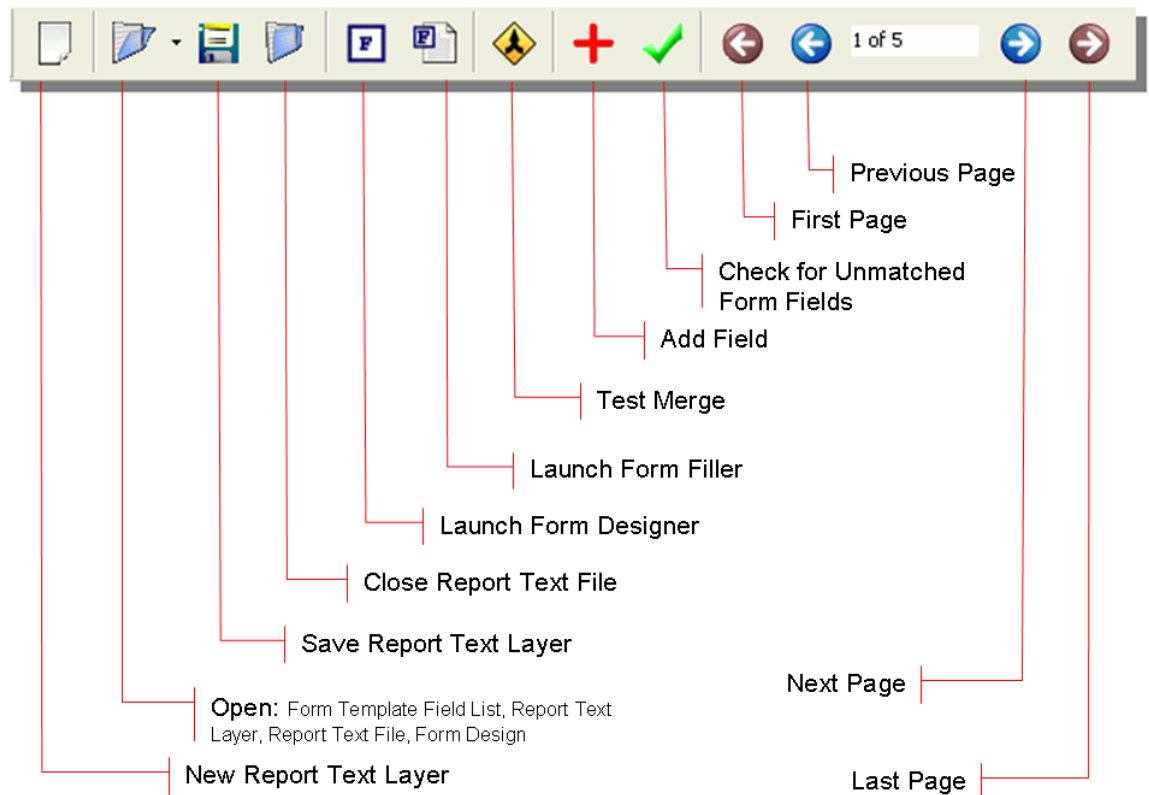 F
F
1 of 5
Previous Page
First Page
Check for Unmatched
Form Fields
Add Field
Test Merge
Launch Form Filler
Launch Form Designer
Close Report Text File
Save Report Text Layer
Next Page
Open: Form Template Field List, Report Text
Layer, Report Text File, Form Design
New Report Text Layer
Last Page